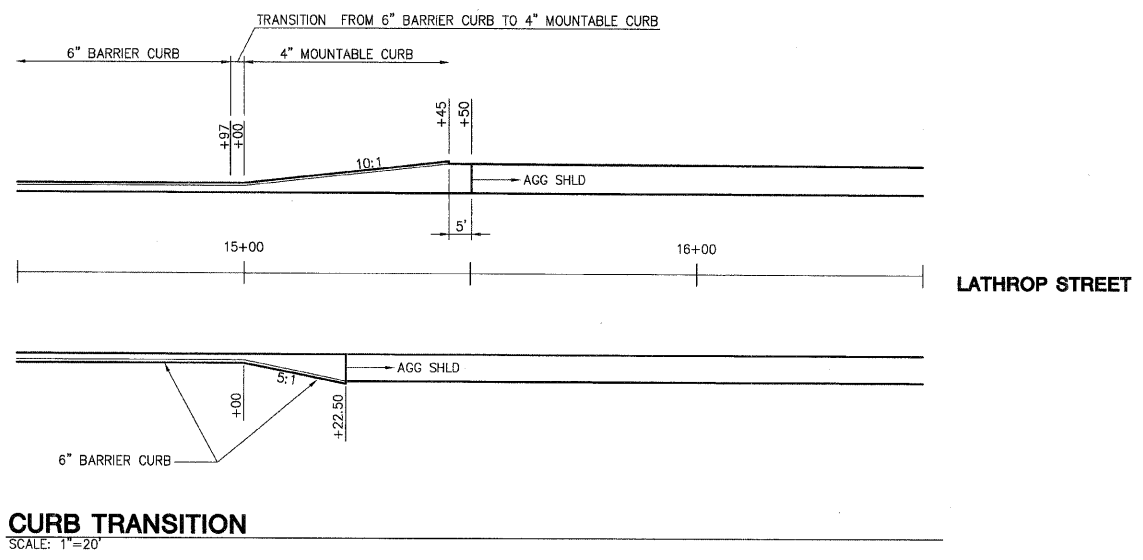 TRANSITION FROM 6" BARRIER CURB TO 4" MOUNTABLE CURB
6" BARRIER CURB
4" MOUNTABLE CURB
+97
+00
+45
+50
10:1
AGG SHLD
5'
15+00
16+00
LATHROP STREET
AGG SHLD
5:1
+00
+22.50
6" BARRIER CURB
CURB TRANSITION
SCALE: 1"=20'